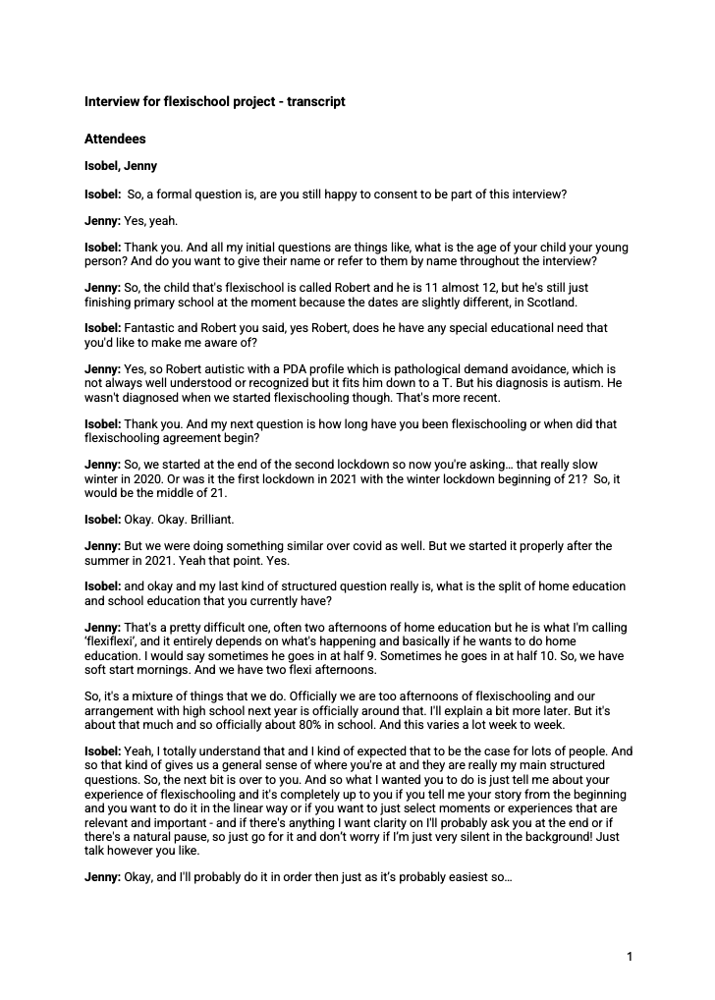 Interview for flexischool project - transcript
Attendees
Isobel, Jenny
Isobel:  So, a formal question is, are you still happy to consent to be part of this interview?
Jenny: Yes, yeah.
Isobel: Thank you. And all my initial questions are things like, what is the age of your child your young
person? And do you want to give their name or refer to them by name throughout the interview?
Jenny: So, the child that's flexischool is called Robert and he is 11 almost 12, but he's still just
finishing primary school at the moment because the dates are slightly different, in Scotland.
Isobel: Fantastic and Robert you said, yes Robert, does he have any special educational need that
you'd like to make me aware of?
Jenny: Yes, so Robert autistic with a PDA profile which is pathological demand avoidance, which is
not always well understood or recognized but it fits him down to a T. But his diagnosis is autism. He
wasn't diagnosed when we started flexischooling though. That's more recent.
Isobel: Thank you. And my next question is how long have you been flexischooling or when did that
flexischooling agreement begin?
Jenny: So, we started at the end of the second lockdown so now you're asking… that really slow
winter in 2020. Or was it the first lockdown in 2021 with the winter lockdown beginning of 21?  So, it
would be the middle of 21.
Isobel: Okay. Okay. Brilliant.
Jenny: But we were doing something similar over covid as well. But we started it properly after the
summer in 2021. Yeah that point. Yes.
Isobel: and okay and my last kind of structured question really is, what is the split of home education
and school education that you currently have?
Jenny: That's a pretty difficult one, often two afternoons of home education but he is what I'm calling
‘flexiflexi’, and it entirely depends on what's happening and basically if he wants to do home
education. I would say sometimes he goes in at half 9. Sometimes he goes in at half 10. So, we have
soft start mornings. And we have two flexi afternoons.
So, it's a mixture of things that we do. Officially we are too afternoons of flexischooling and our
arrangement with high school next year is officially around that. I'll explain a bit more later. But it's
about that much and so officially about 80% in school. And this varies a lot week to week.
Isobel: Yeah, I totally understand that and I kind of expected that to be the case for lots of people. And
so that kind of gives us a general sense of where you're at and they are really my main structured
questions. So, the next bit is over to you. And so what I wanted you to do is just tell me about your
experience of flexischooling and it's completely up to you if you tell me your story from the beginning
and you want to do it in the linear way or if you want to just select moments or experiences that are
relevant and important - and if there's anything I want clarity on I'll probably ask you at the end or if
there's a natural pause, so just go for it and don’t worry if I’m just very silent in the background! Just
talk however you like.
Jenny: Okay, and I'll probably do it in order then just as it’s probably easiest so…
1